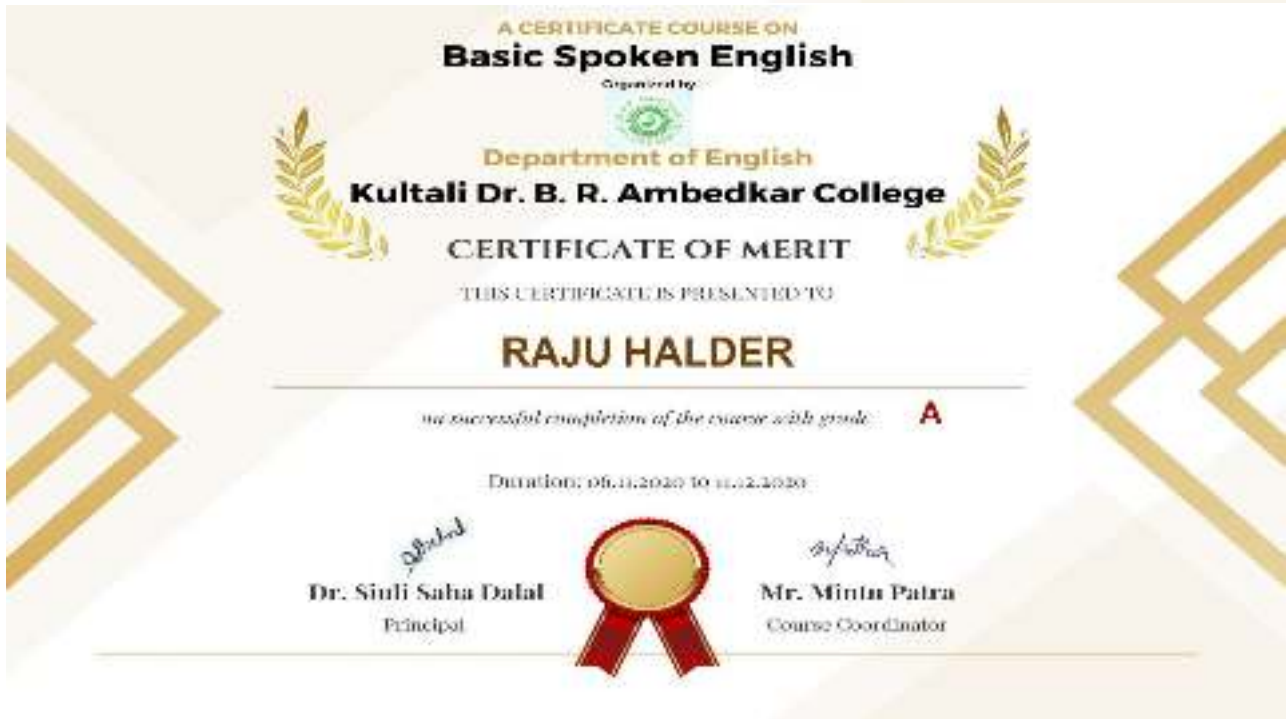 A CERTIFICATE COURSE ON
Basic Spoken English
Organized by
Department of English
Kultali Dr. B. R. Ambedkar College
CERTIFICATE OF MERIT
THIS CERTIFICATE IS PRESENTED TO
RAJU HALDER
on successful completion of the course with grade A
Duration: 06.11.2020 to 11.12.2020
Dr. Siuli Saha Dalal Mr. Mintu Patra
Principal Course Coordinator